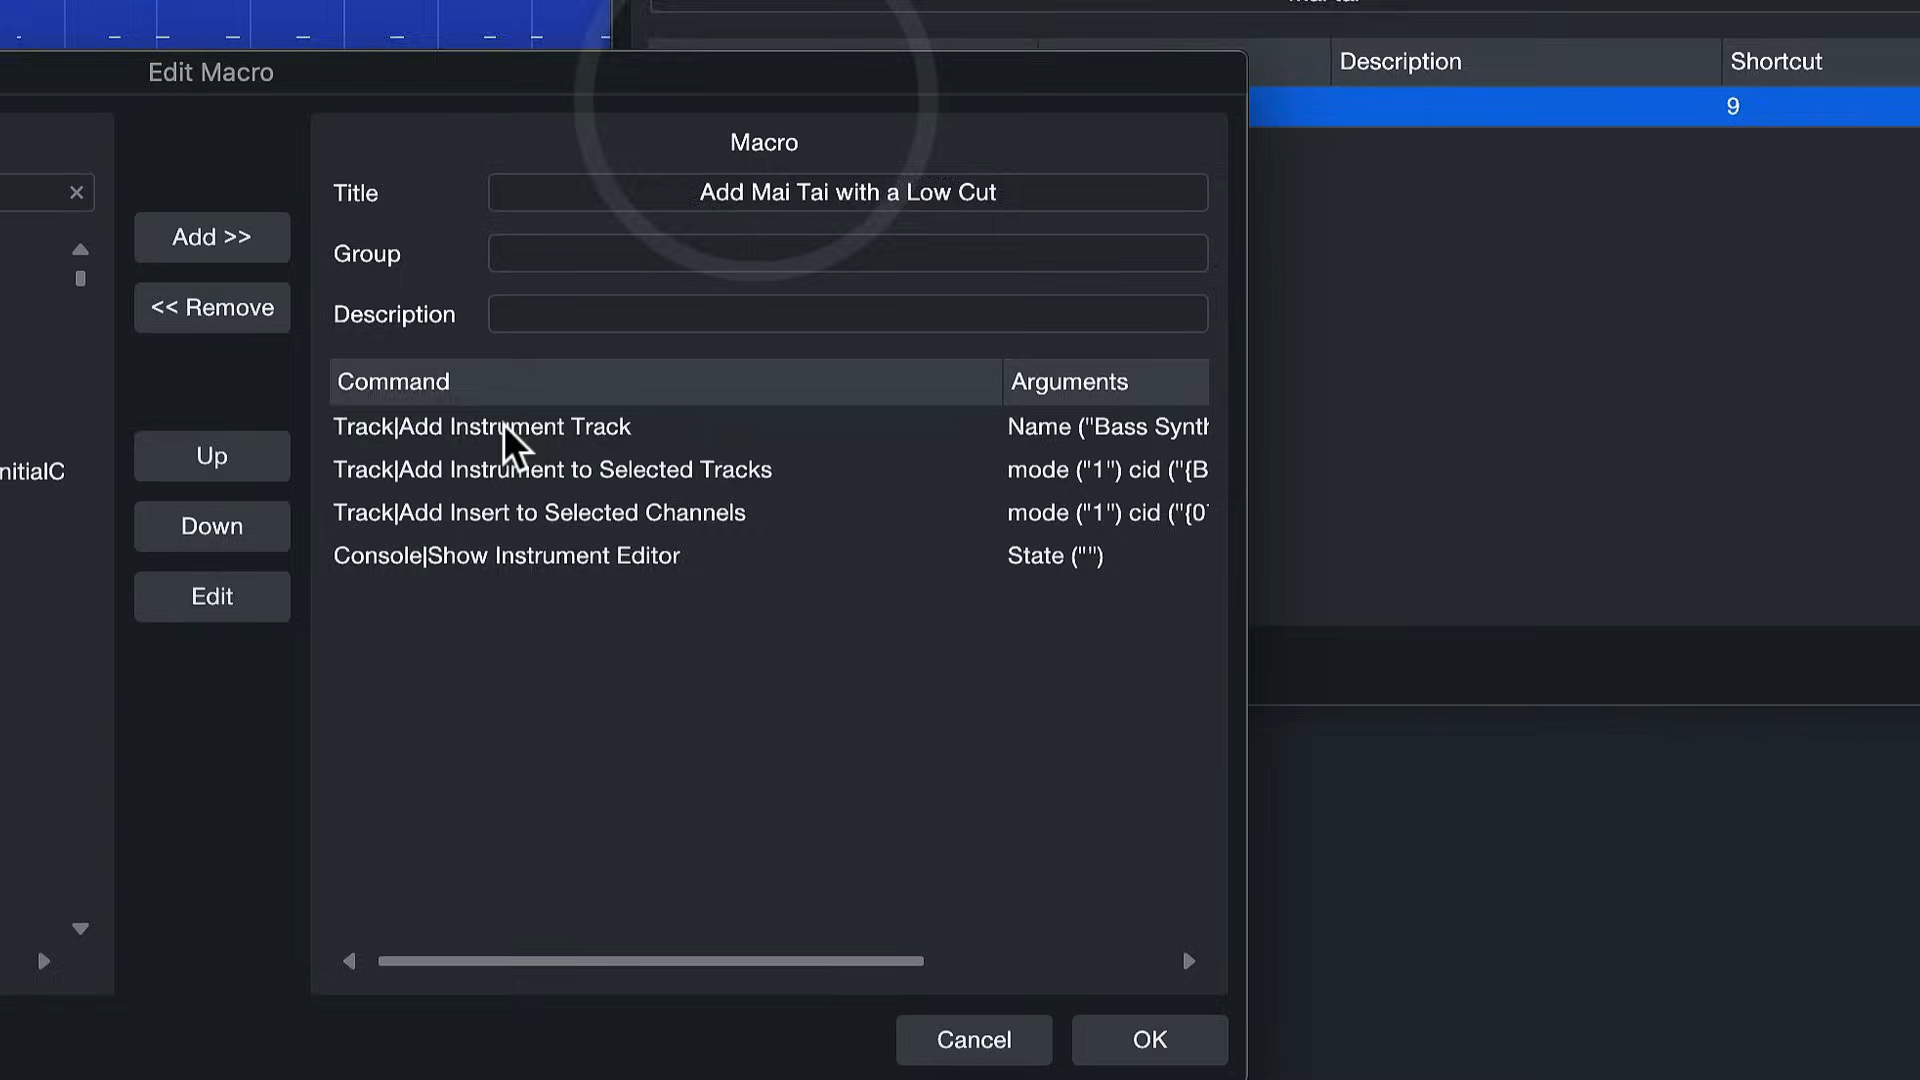 Edit Macro
Description
Shortcut
9
Macro
Title
Add Mai Tai with a Low Cut
Add >>
Group
<< Remove
Description
Command
Arguments
Track|Add Instrument Track
Name ("Bass Synth
Up
Track|Add Instrument to Selected Tracks
mode ("1") cid ("{B
nitialC
Track|Add Insert to Selected Channels
mode ("1") cid ("{0
Down
Console|Show Instrument Editor
State ("")
Edit
Cancel
OK